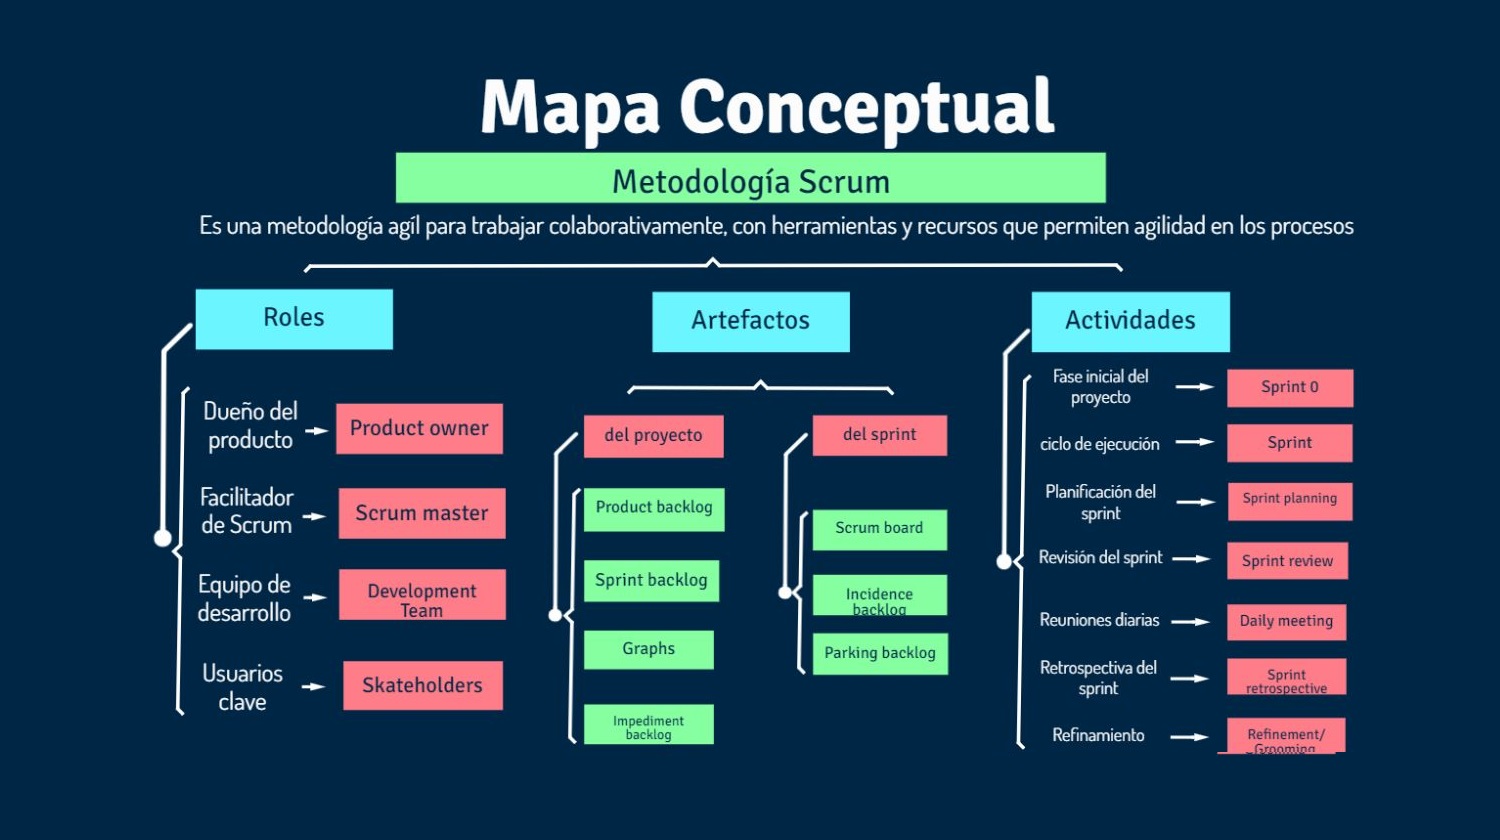 Mapa Conceptual
Metodología Scrum
Es una metodología agíl para trabajar colaborativamente, con herramientas y recursos que permiten agilidad en los procesos
Roles
Dueño del
producto
Product owner
Facilitador
de Scrum
Scrum master
Equipo de
desarrollo
Development
Team
Usuarios
clave
Skateholders
Artefactos
del proyecto
Product backlog
Sprint backlog
Graphs
Impediment
backlog
del sprint
Scrum board
Incidence
backlog
Parking backlog
Actividades
Fase inicial del
proyecto
Sprint 0
ciclo de ejecución
Sprint
Planificación del
sprint
Sprint planning
Revisión del sprint
Sprint review
Reuniones diarias
Daily meeting
Retrospectiva del
sprint
Sprint
retrospective
Refinamiento
Refinement/
Grooming